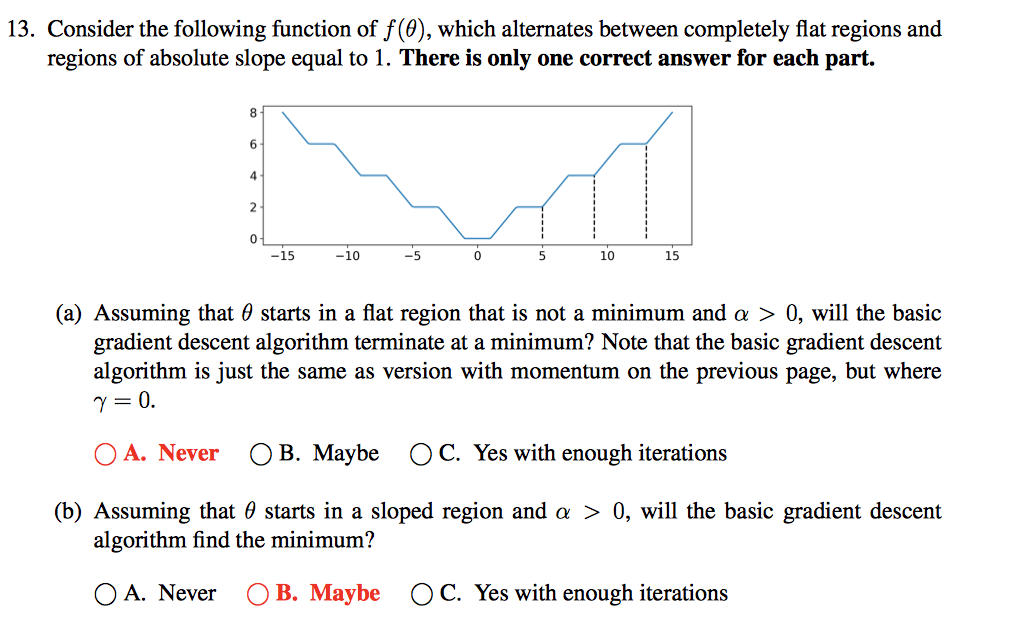 13. Consider the following function of f(θ), which alternates between completely flat regions and
regions of absolute slope equal to 1. There is only one correct answer for each part.
8
6
4
2
0
−15 −10 −5 0 5 10 15
(a) Assuming that θ starts in a flat region that is not a minimum and α > 0, will the basic
gradient descent algorithm terminate at a minimum? Note that the basic gradient descent
algorithm is just the same as version with momentum on the previous page, but where
γ = 0.
A. Never B. Maybe C. Yes with enough iterations
(b) Assuming that θ starts in a sloped region and α > 0, will the basic gradient descent
algorithm find the minimum?
A. Never B. Maybe C. Yes with enough iterations